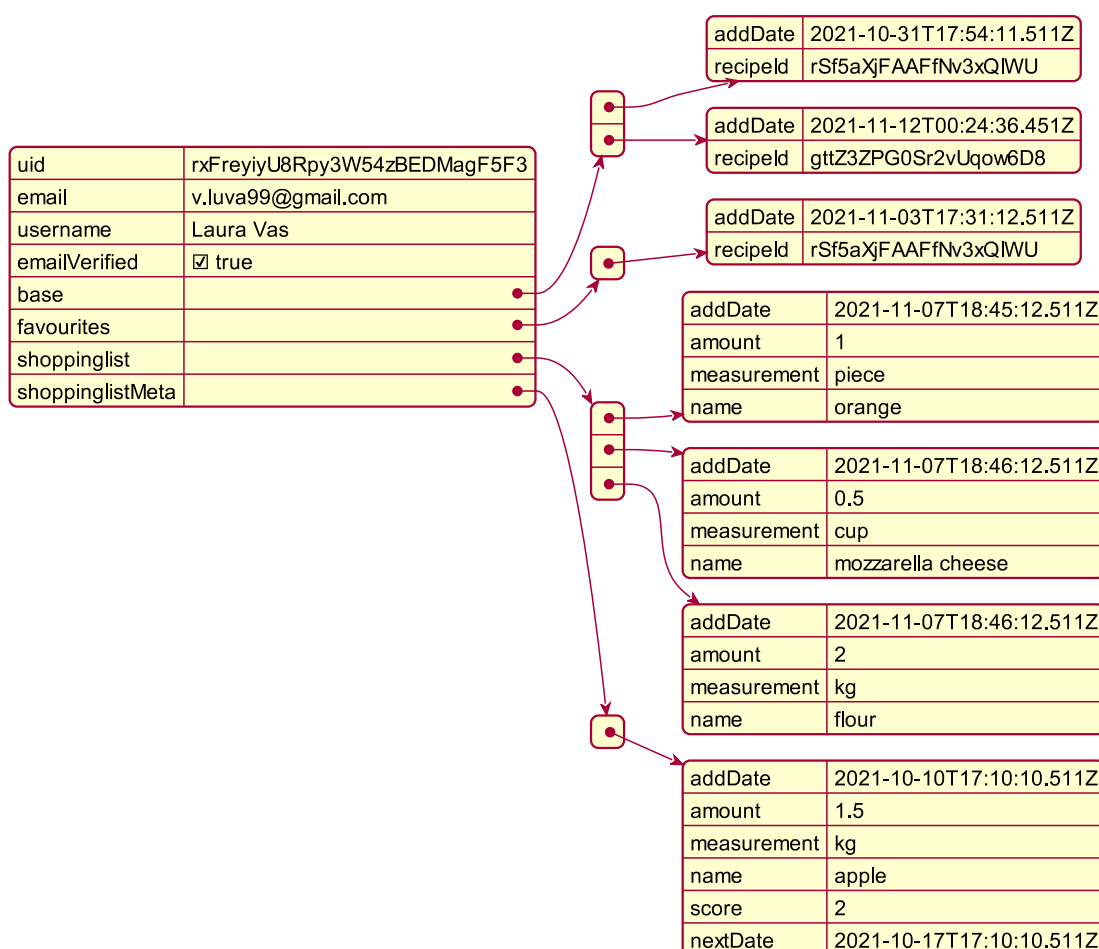 uid rxFreyiyU8Rpy3W54zBEDMagF5F3
email v.luva99@gmail.com
username Laura Vas
emailVerified ☑ true
base
favourites
shoppinglist
shoppinglistMeta
addDate 2021-10-31T17:54:11.511Z
recipeId rSf5aXjFAAFfNv3xQlWU
addDate 2021-11-12T00:24:36.451Z
recipeId gttZ3ZPG0Sr2vUqow6D8
addDate 2021-11-03T17:31:12.511Z
recipeId rSf5aXjFAAFfNv3xQlWU
addDate 2021-11-07T18:45:12.511Z
amount 1
measurement piece
name orange
addDate 2021-11-07T18:46:12.511Z
amount 0.5
measurement cup
name mozzarella cheese
addDate 2021-11-07T18:46:12.511Z
amount 2
measurement kg
name flour
addDate 2021-10-10T17:10:10.511Z
amount 1.5
measurement kg
name apple
score 2
nextDate 2021-10-17T17:10:10.511Z